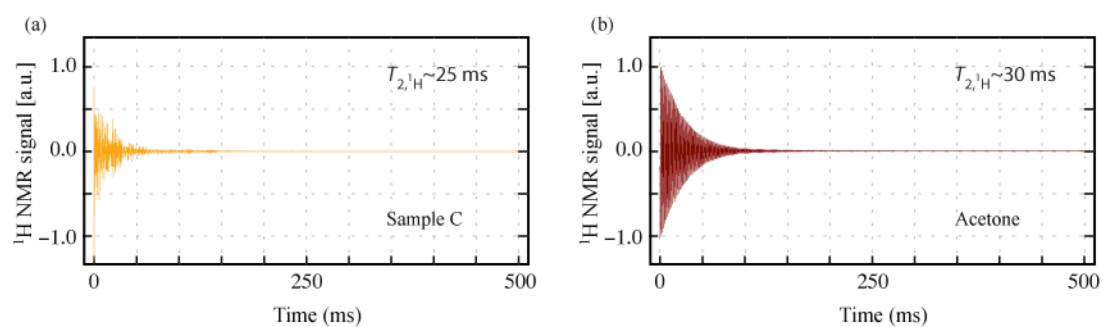 (a)
¹H NMR signal [a.u.]
1.0
0.0
−1.0
T2,¹H~25 ms
Sample C
0
250
500
Time (ms)
(b)
¹H NMR signal [a.u.]
1.0
0.0
−1.0
T2,¹H~30 ms
Acetone
0
250
500
Time (ms)